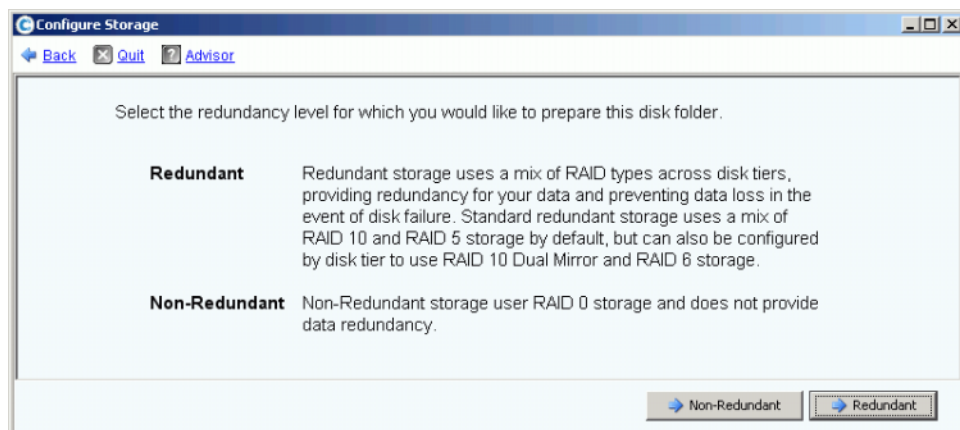 Configure Storage
Back Quit Advisor
Select the redundancy level for which you would like to prepare this disk folder.
Redundant Redundant storage uses a mix of RAID types across disk tiers,
providing redundancy for your data and preventing data loss in the
event of disk failure. Standard redundant storage uses a mix of
RAID 10 and RAID 5 storage by default, but can also be configured
by disk tier to use RAID 10 Dual Mirror and RAID 6 storage.
Non-Redundant Non-Redundant storage user RAID 0 storage and does not provide
data redundancy.
Non-Redundant Redundant